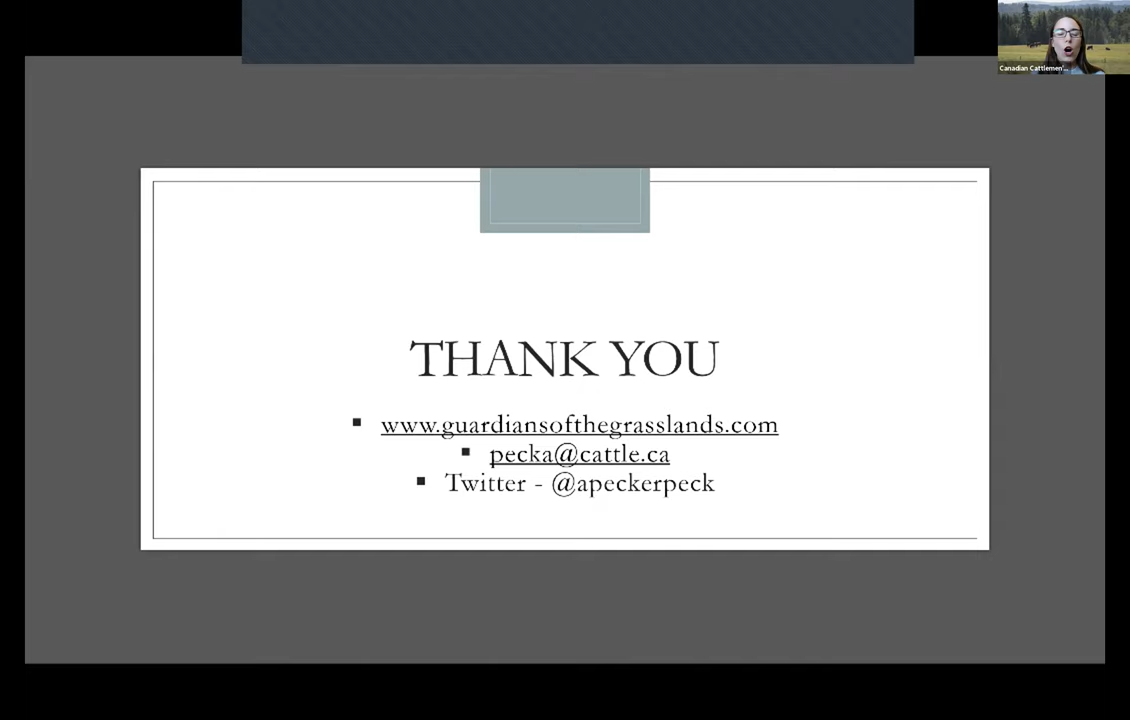 Canadian Cattlemen'...
THANK YOU
www.guardiansofthegrasslands.com
pecka@cattle.ca
Twitter - @apeckerpeck